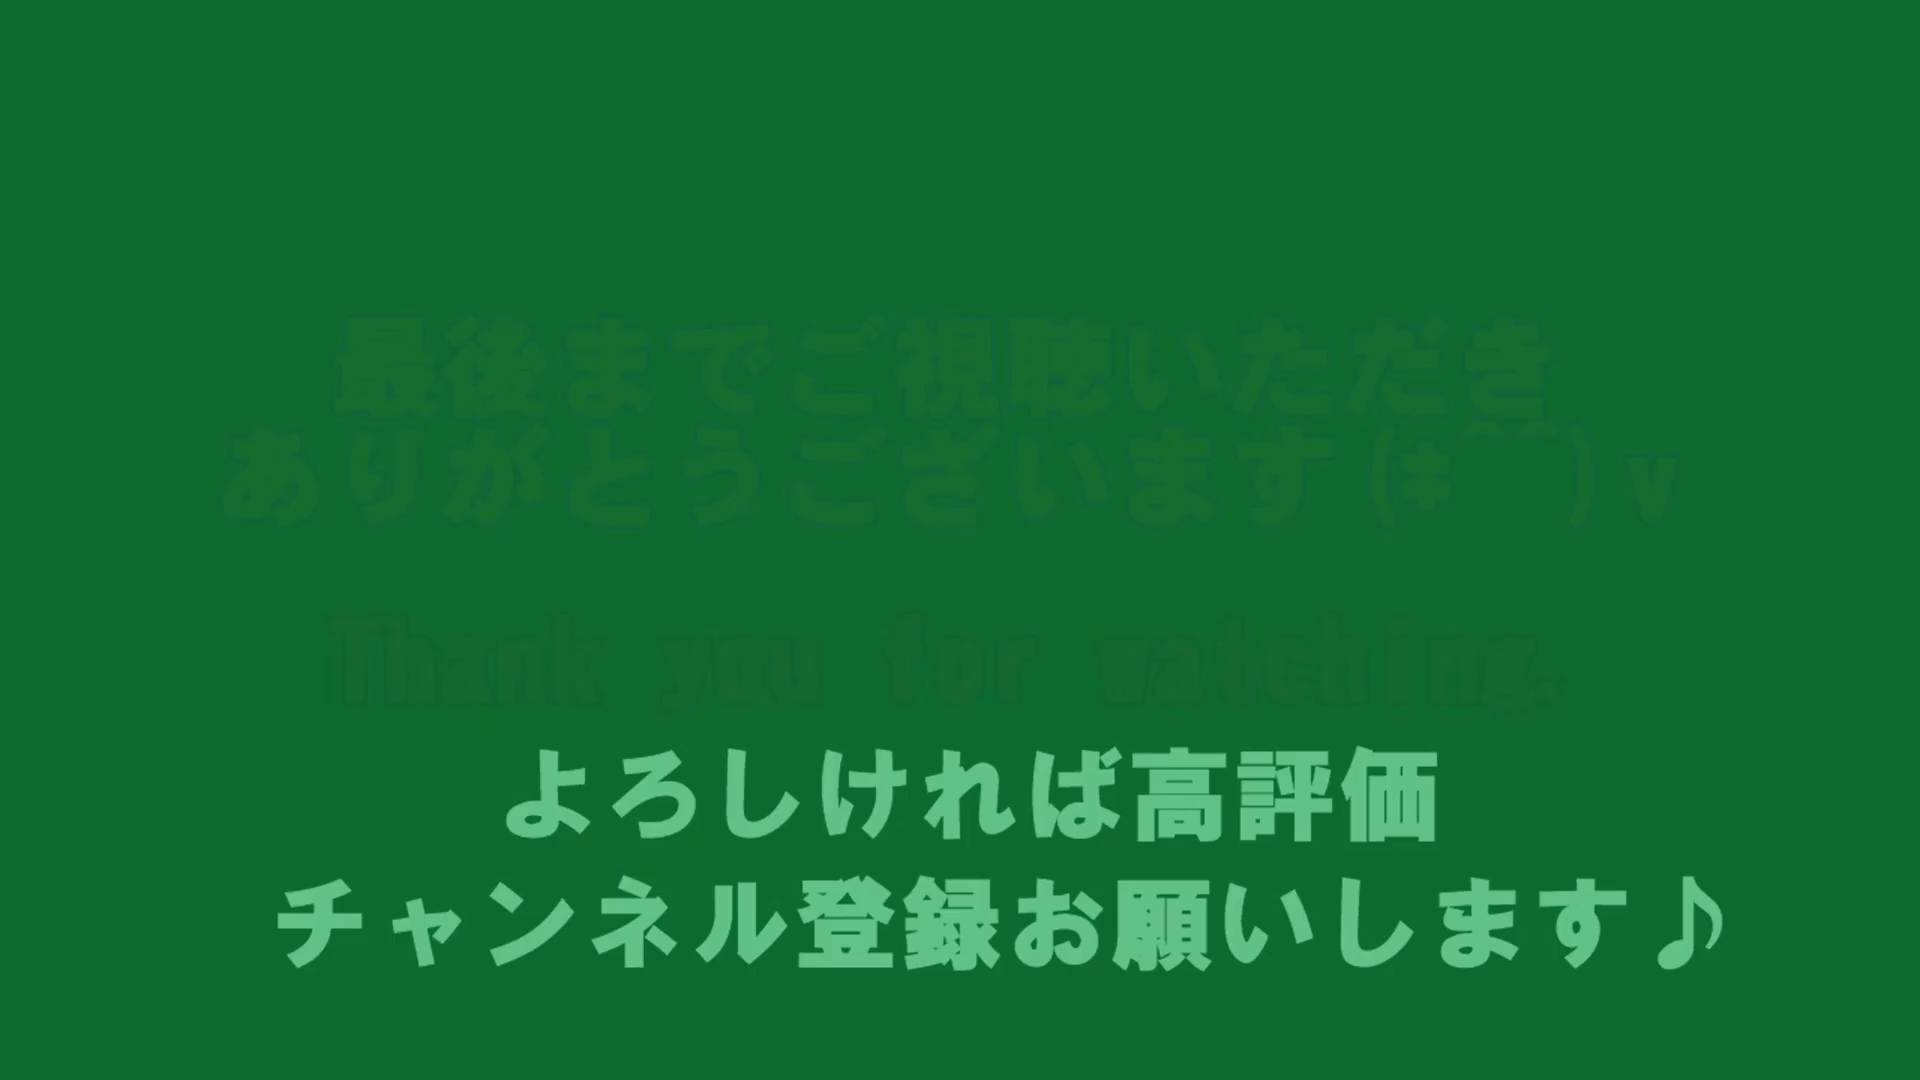 最後までご視聴いただき
ありがとうございます(*￣￣)v
Thank you for watching.
よろしければ高評価
チャンネル登録お願いします♪